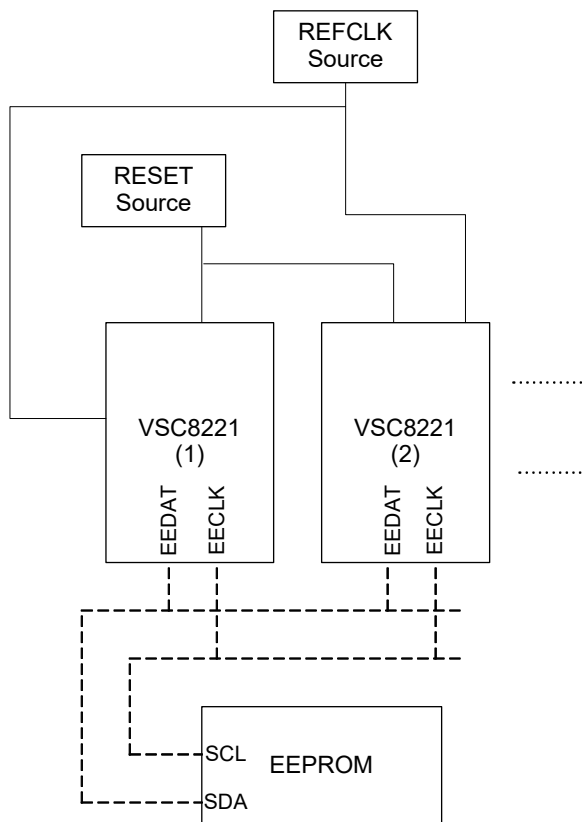 REFCLK
Source
RESET
Source
VSC8221
(1)
EEDAT
EECLK
VSC8221
(2)
EEDAT
EECLK
SCL
EEPROM
SDA